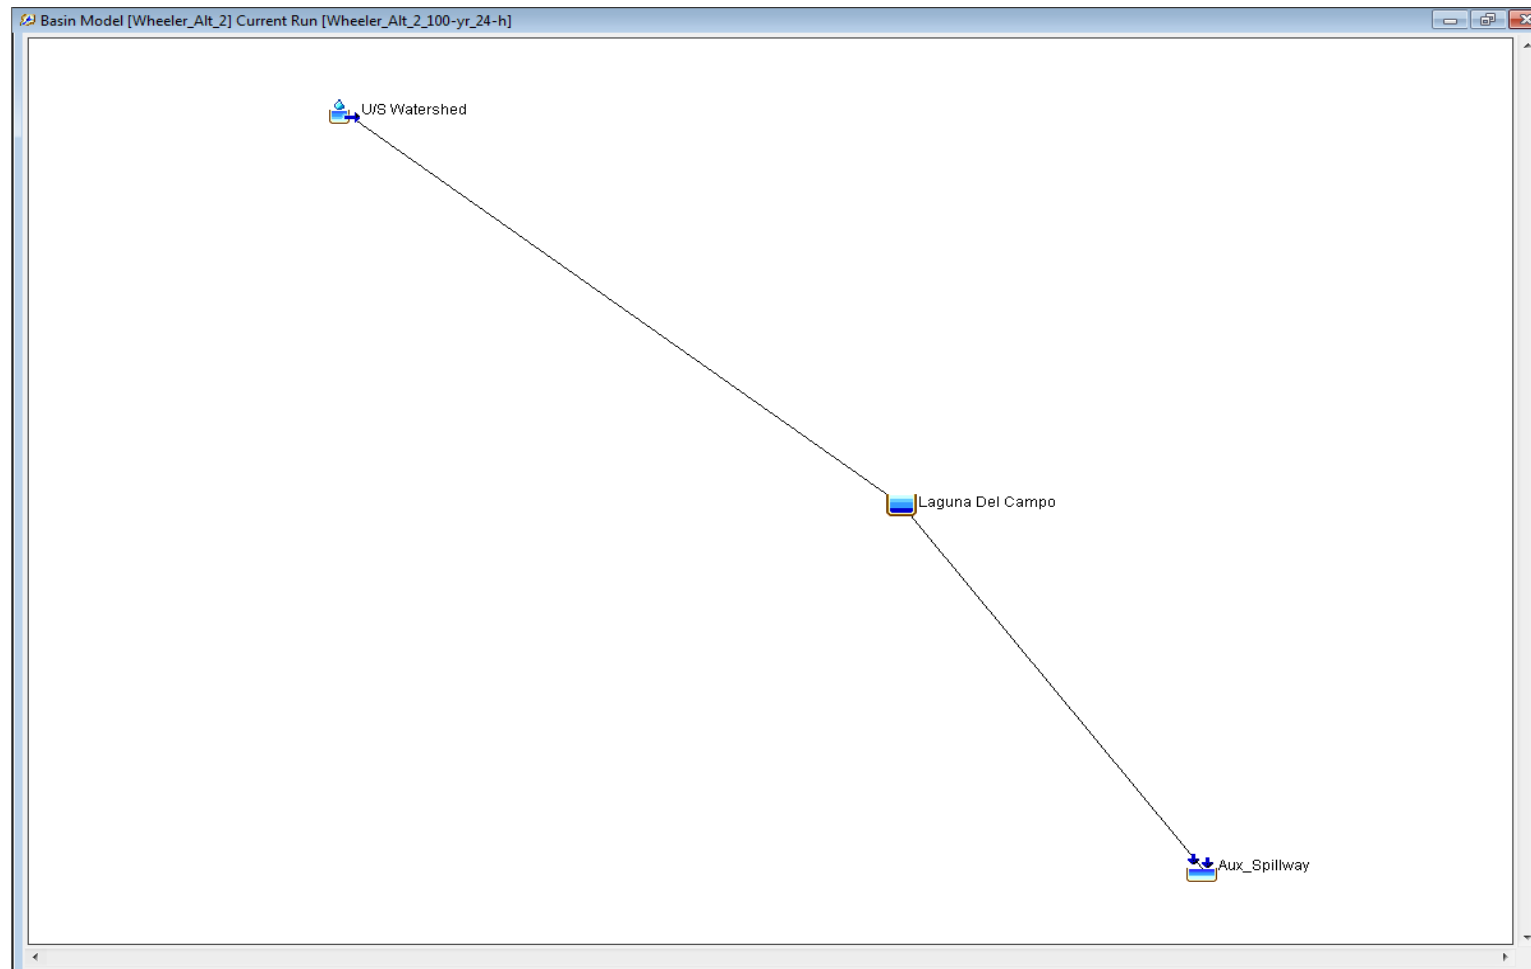 Basin Model [Wheeler_Alt_2] Current Run [Wheeler_Alt_2_100-yr_24-h]
U/S Watershed
Laguna Del Campo
Aux_Spillway